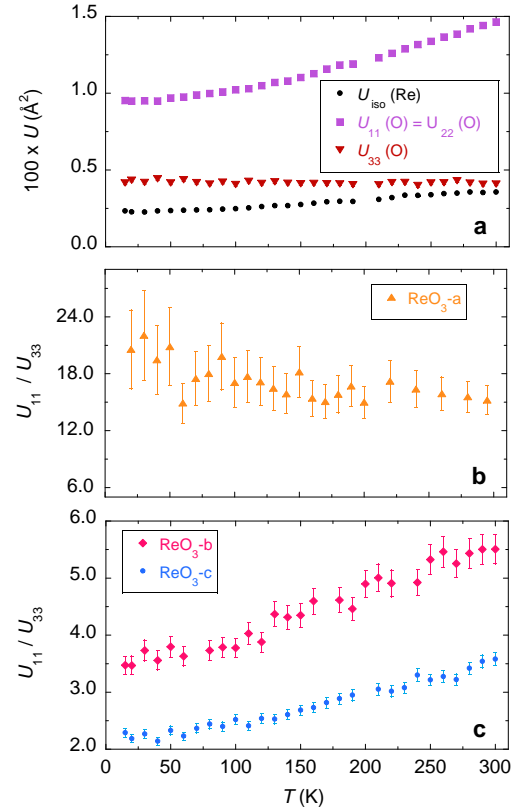 1.5
1.0
0.5
0.0
100 x U (Å²)
U_iso (Re)
U_11 (O) = U_22 (O)
U_33 (O)
a
24.0
18.0
12.0
6.0
U_11 / U_33
ReO_3-a
b
6.0
5.0
4.0
3.0
2.0
U_11 / U_33
ReO_3-b
ReO_3-c
c
0 50 100 150 200 250 300
T (K)